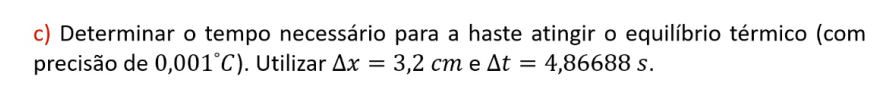 c) Determinar o tempo necessário para a haste atingir o equilíbrio térmico (com
precisão de 0,001°C). Utilizar Δx = 3,2 cm e Δt = 4,86688 s.